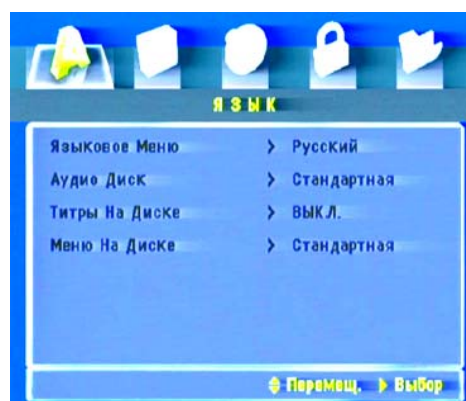 ЯЗЫК
Языковое Меню > Русский
Аудио Диск > Стандартная
Титры На Диске > ВЫКЛ.
Меню На Диске > Стандартная
Перемещ. Выбор